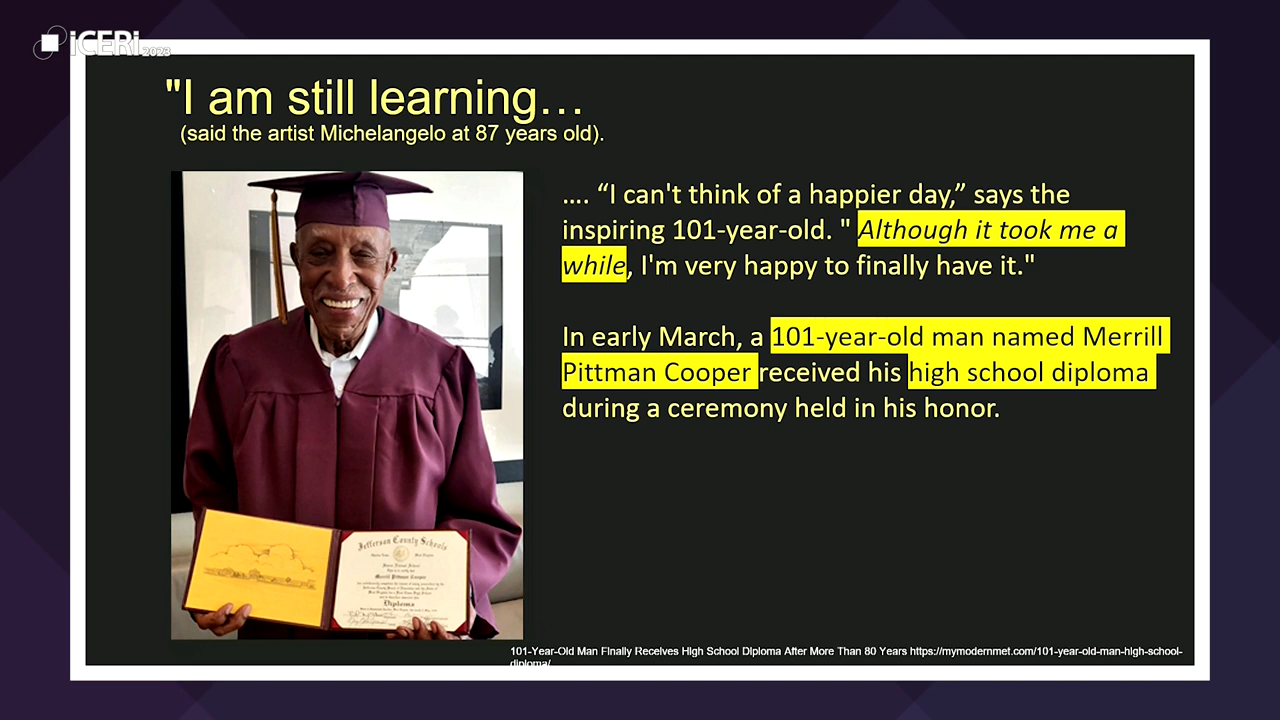 iCERi 2023
"I am still learning…
(said the artist Michelangelo at 87 years old).
…. “I can't think of a happier day,” says the
inspiring 101-year-old. " Although it took me a
while, I'm very happy to finally have it."
In early March, a 101-year-old man named Merrill
Pittman Cooper received his high school diploma
during a ceremony held in his honor.
Jefferson County Schools
Merrill Pittman Cooper
Diploma
101-Year-Old Man Finally Receives High School Diploma After More Than 80 Years https://mymodernmet.com/101-year-old-man-high-school-
diploma/